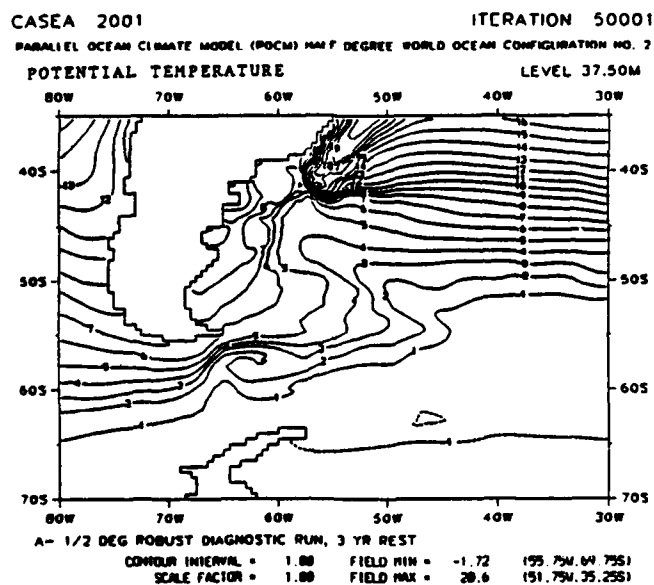 CASEA 2001 ITERATION 50001
PARALLEL OCEAN CLIMATE MODEL (POCM) HALF DEGREE WORLD OCEAN CONFIGURATION NO. 2
POTENTIAL TEMPERATURE LEVEL 37.50M
80W 70W 60W 50W 40W 30W
40S 40S
50S 50S
60S 60S
70S 70S
80W 70W 60W 50W 40W 30W
A- 1/2 DEG ROBUST DIAGNOSTIC RUN, 3 YR REST
CONTOUR INTERVAL = 1.00 FIELD MIN = -1.72 (55.75W,69.75S)
SCALE FACTOR = 1.00 FIELD MAX = 20.6 (51.75W,35.25S)